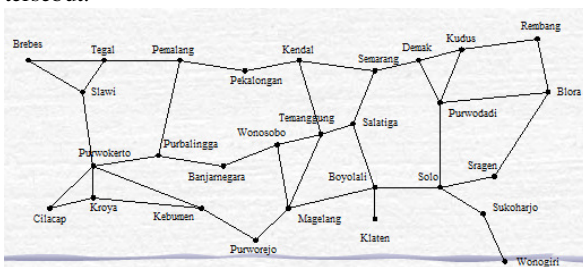 tersebut.
Rembang
Kudus
Brebes
Tegal
Pemalang
Kendal
Semarang
Demak
Pekalongan
Slawi
Blora
Purwodadi
Temanggung
Salatiga
Wonosobo
Purbalingga
Purwokerto
Banjarnegara
Boyolali
Solo
Sragen
Cilacap
Kroya
Kebumen
Magelang
Sukoharjo
Klaten
Purworejo
Wonogiri